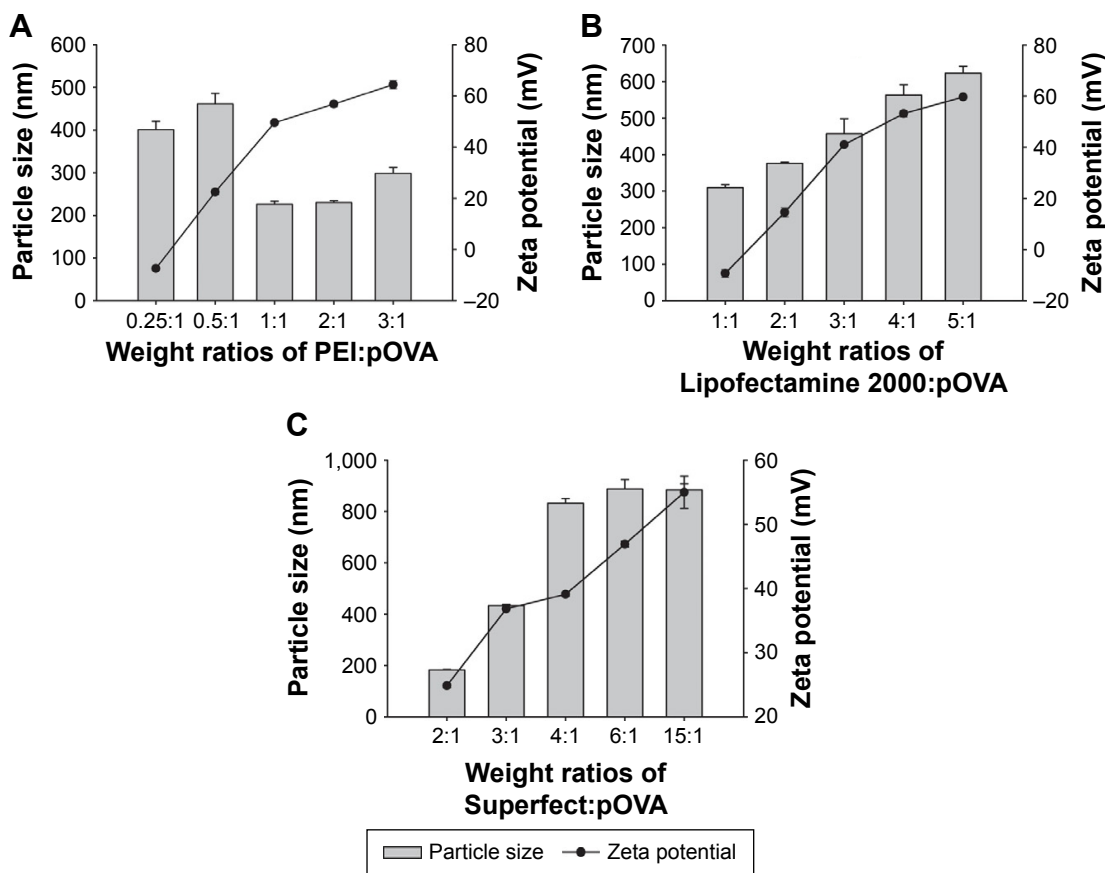 A
600
500
400
300
200
100
0
Particle size (nm)
80
60
40
20
0
–20
Zeta potential (mV)
0.25:1 0.5:1 1:1 2:1 3:1
Weight ratios of PEI:pOVA
B
700
600
500
400
300
200
100
0
Particle size (nm)
80
60
40
20
0
–20
Zeta potential (mV)
1:1 2:1 3:1 4:1 5:1
Weight ratios of
Lipofectamine 2000:pOVA
C
1,000
800
600
400
200
0
Particle size (nm)
60
50
40
30
20
Zeta potential (mV)
2:1 3:1 4:1 6:1 15:1
Weight ratios of
Superfect:pOVA
Particle size Zeta potential